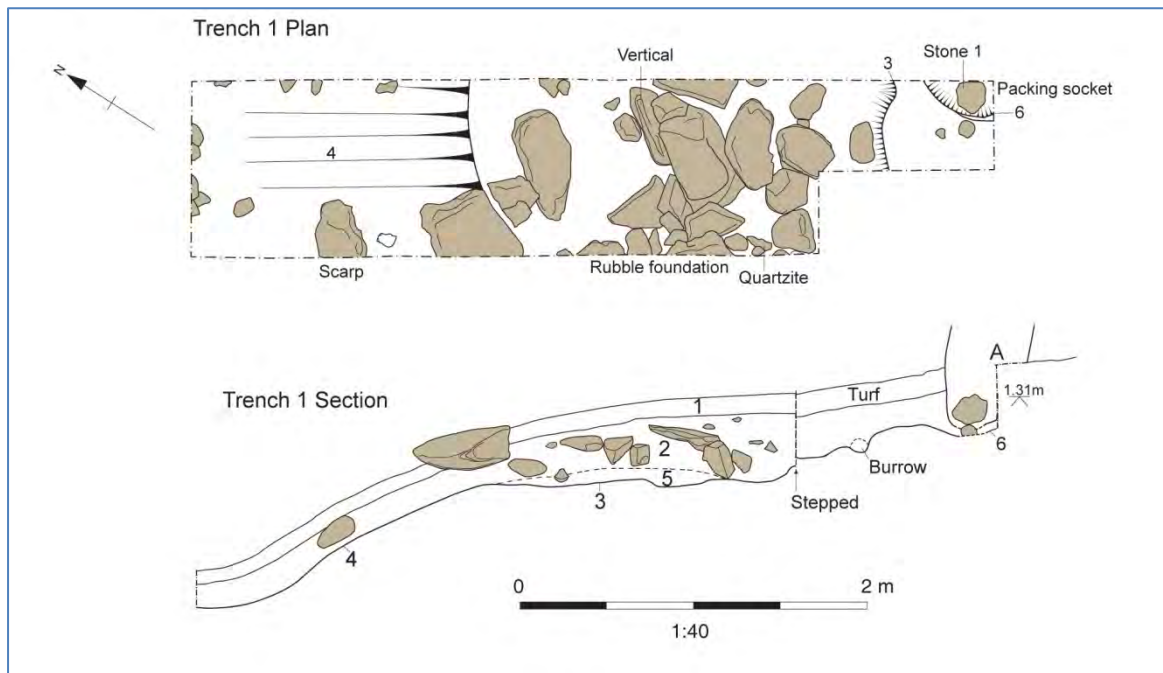 Trench 1 Plan
N
Vertical
3
Stone 1
Packing socket
6
4
Scarp
Rubble foundation
Quartzite
Trench 1 Section
1
Turf
A
1.31m
6
2
5
3
Burrow
Stepped
4
0
2 m
1:40